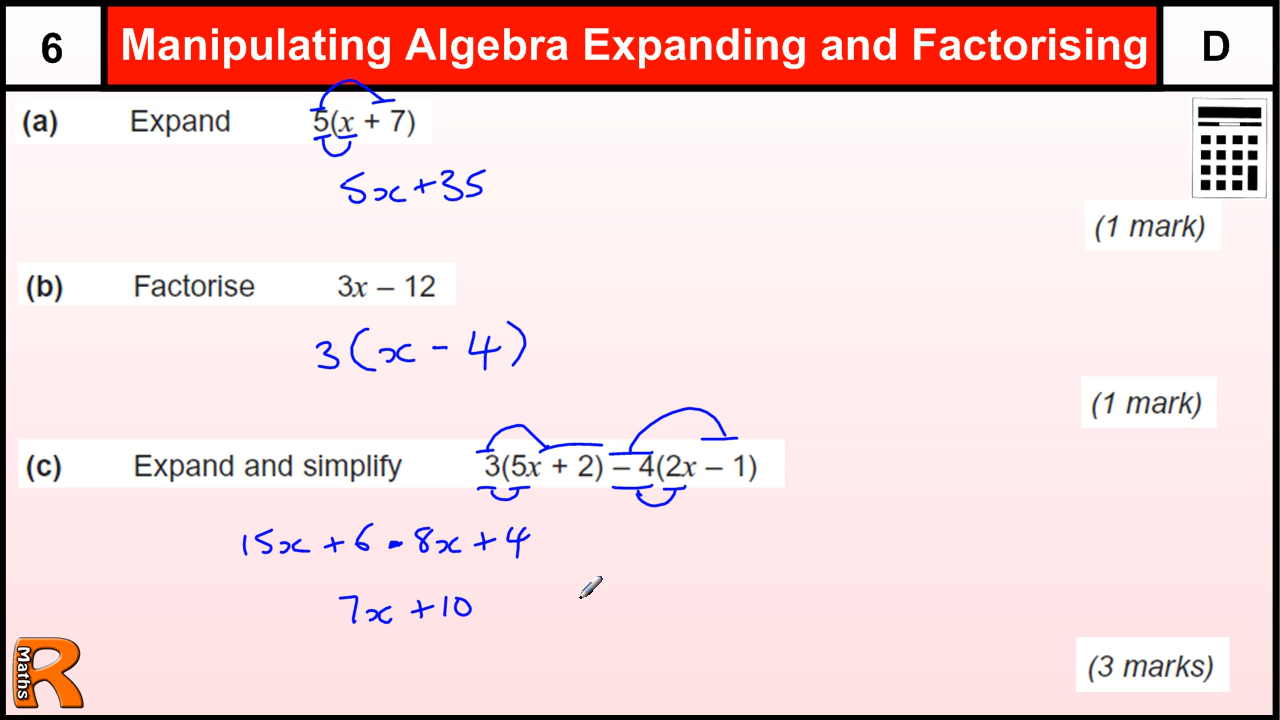 6 Manipulating Algebra Expanding and Factorising D
(a) Expand 5(x + 7)
5x+35
(1 mark)
(b) Factorise 3x – 12
3(x - 4)
(1 mark)
(c) Expand and simplify 3(5x + 2) – 4(2x – 1)
15x + 6 - 8x + 4
7x + 10
R Maths
(3 marks)